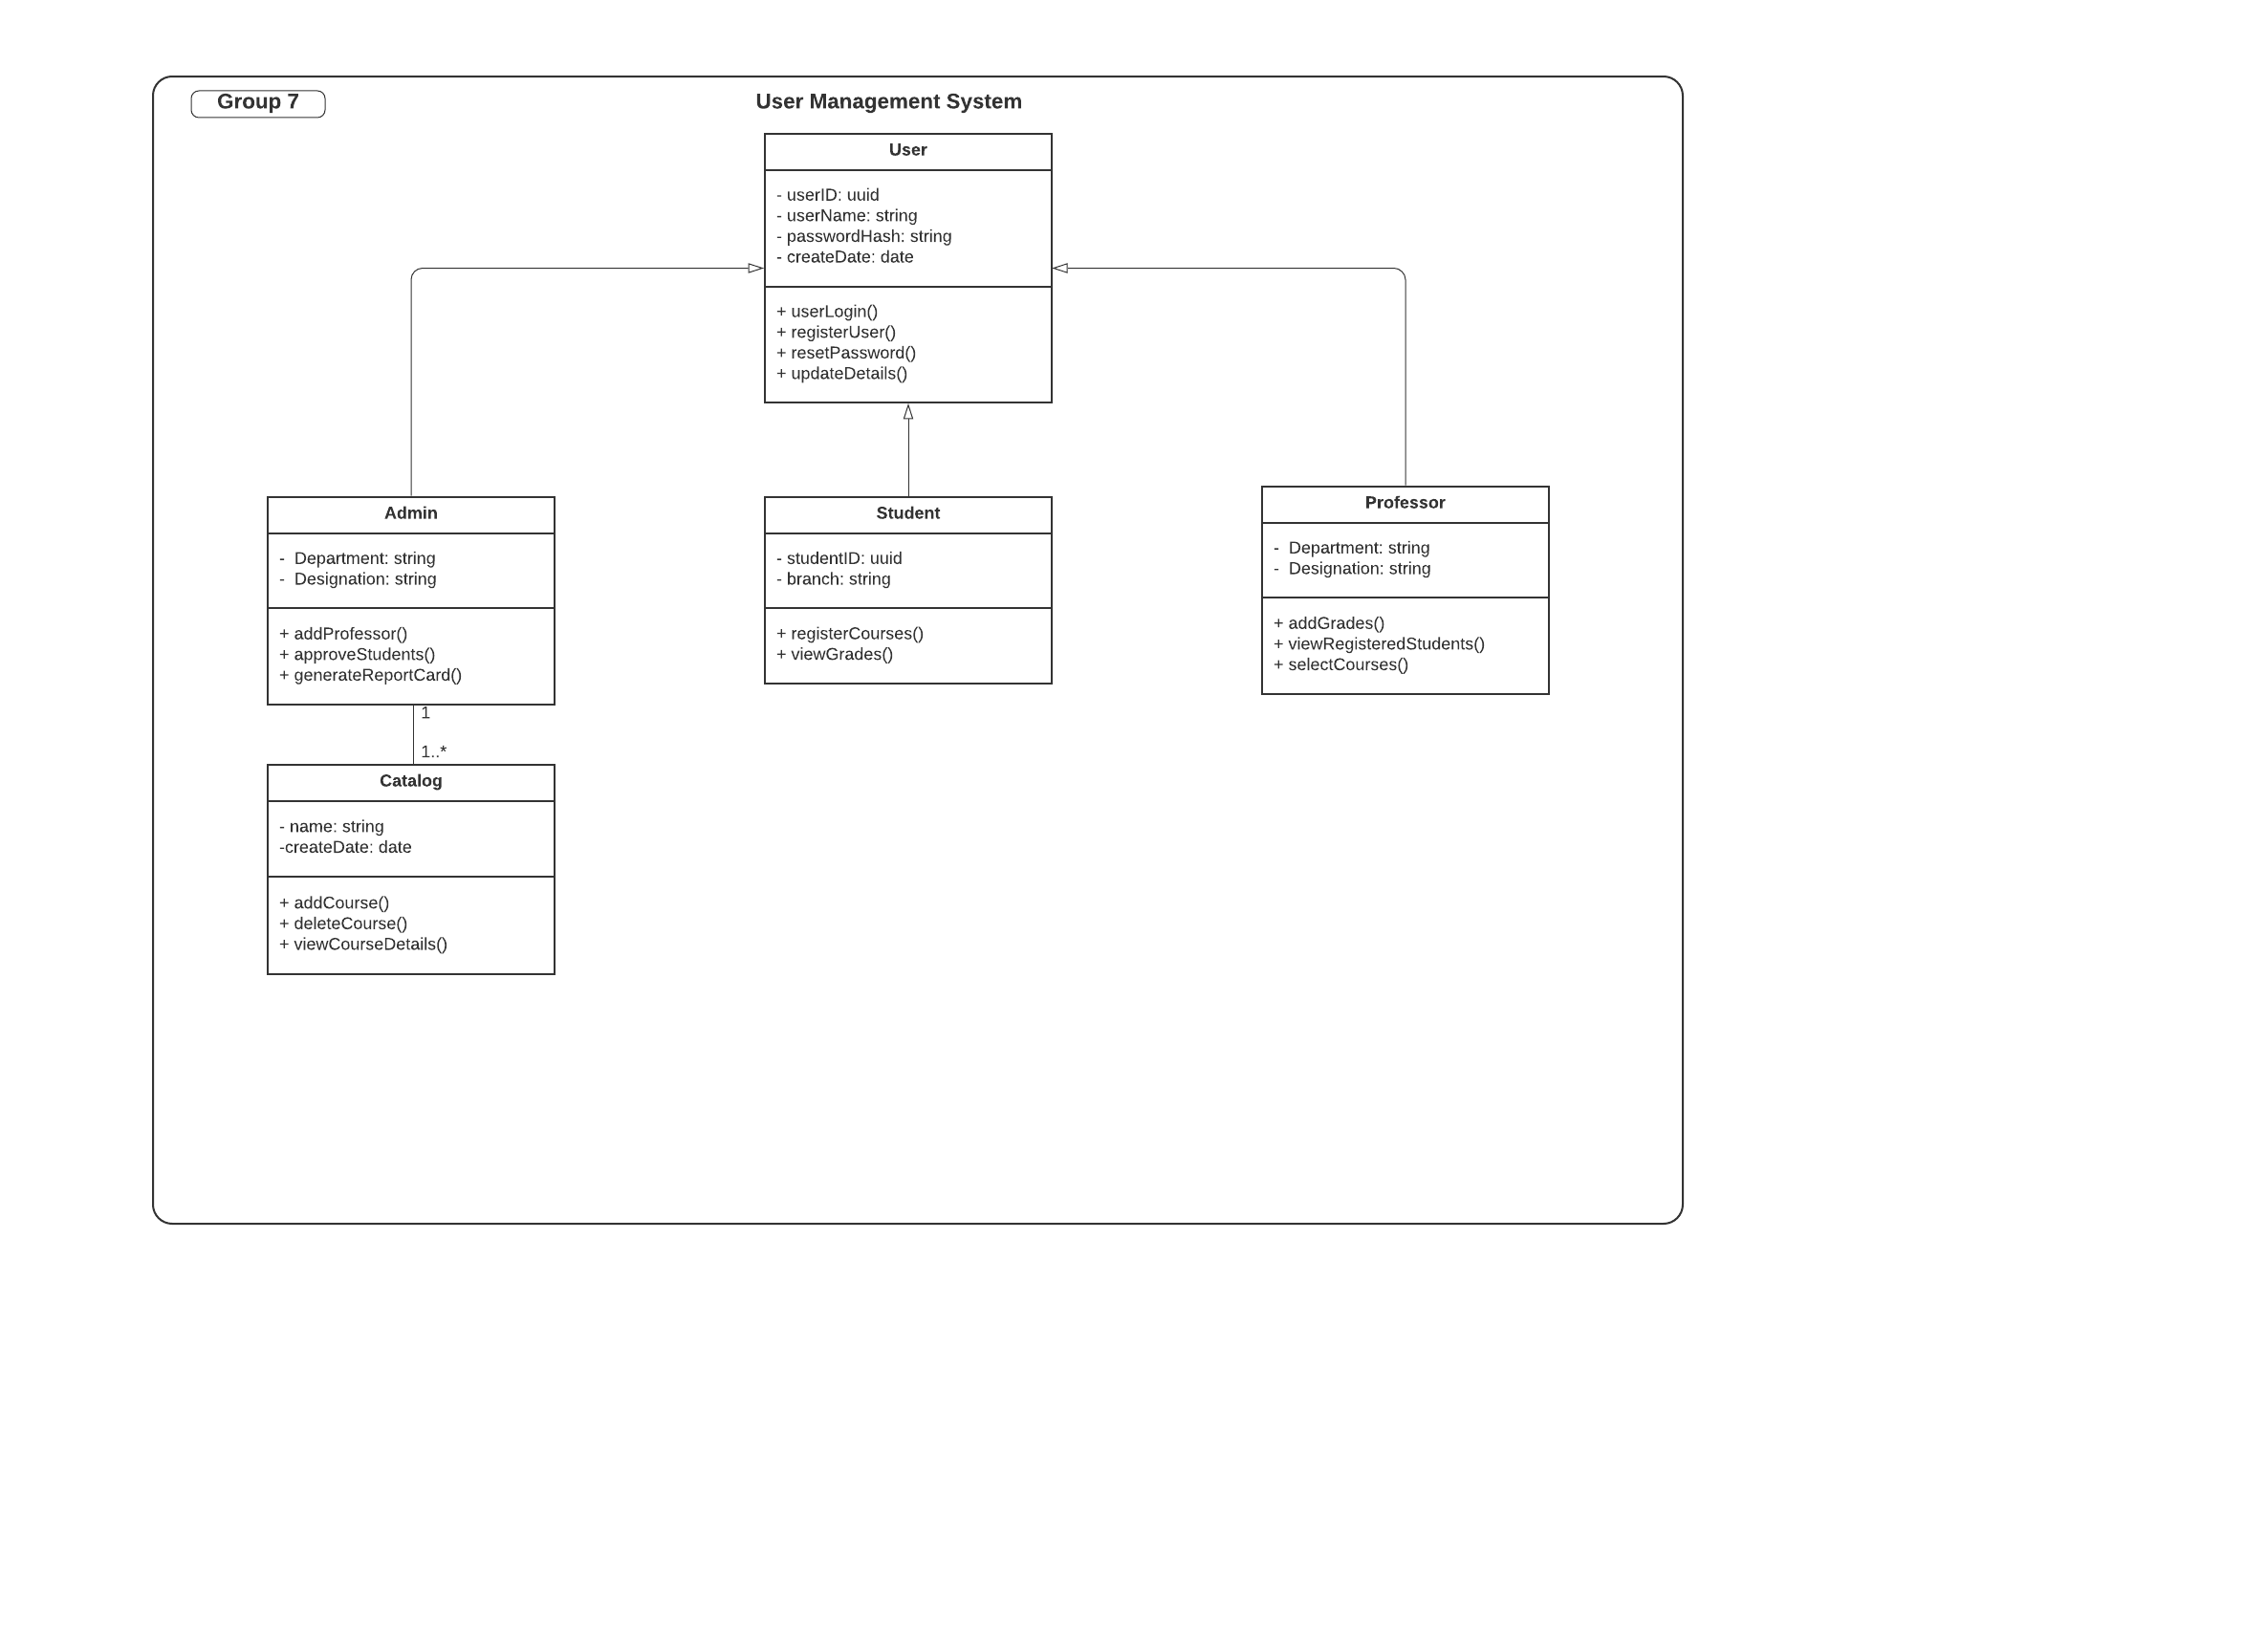 Group 7
User Management System
User
- userID: uuid
- userName: string
- passwordHash: string
- createDate: date
+ userLogin()
+ registerUser()
+ resetPassword()
+ updateDetails()
Admin
-  Department: string
-  Designation: string
+ addProfessor()
+ approveStudents()
+ generateReportCard()
Student
- studentID: uuid
- branch: string
+ registerCourses()
+ viewGrades()
Professor
-  Department: string
-  Designation: string
+ addGrades()
+ viewRegisteredStudents()
+ selectCourses()
1
1..*
Catalog
- name: string
-createDate: date
+ addCourse()
+ deleteCourse()
+ viewCourseDetails()